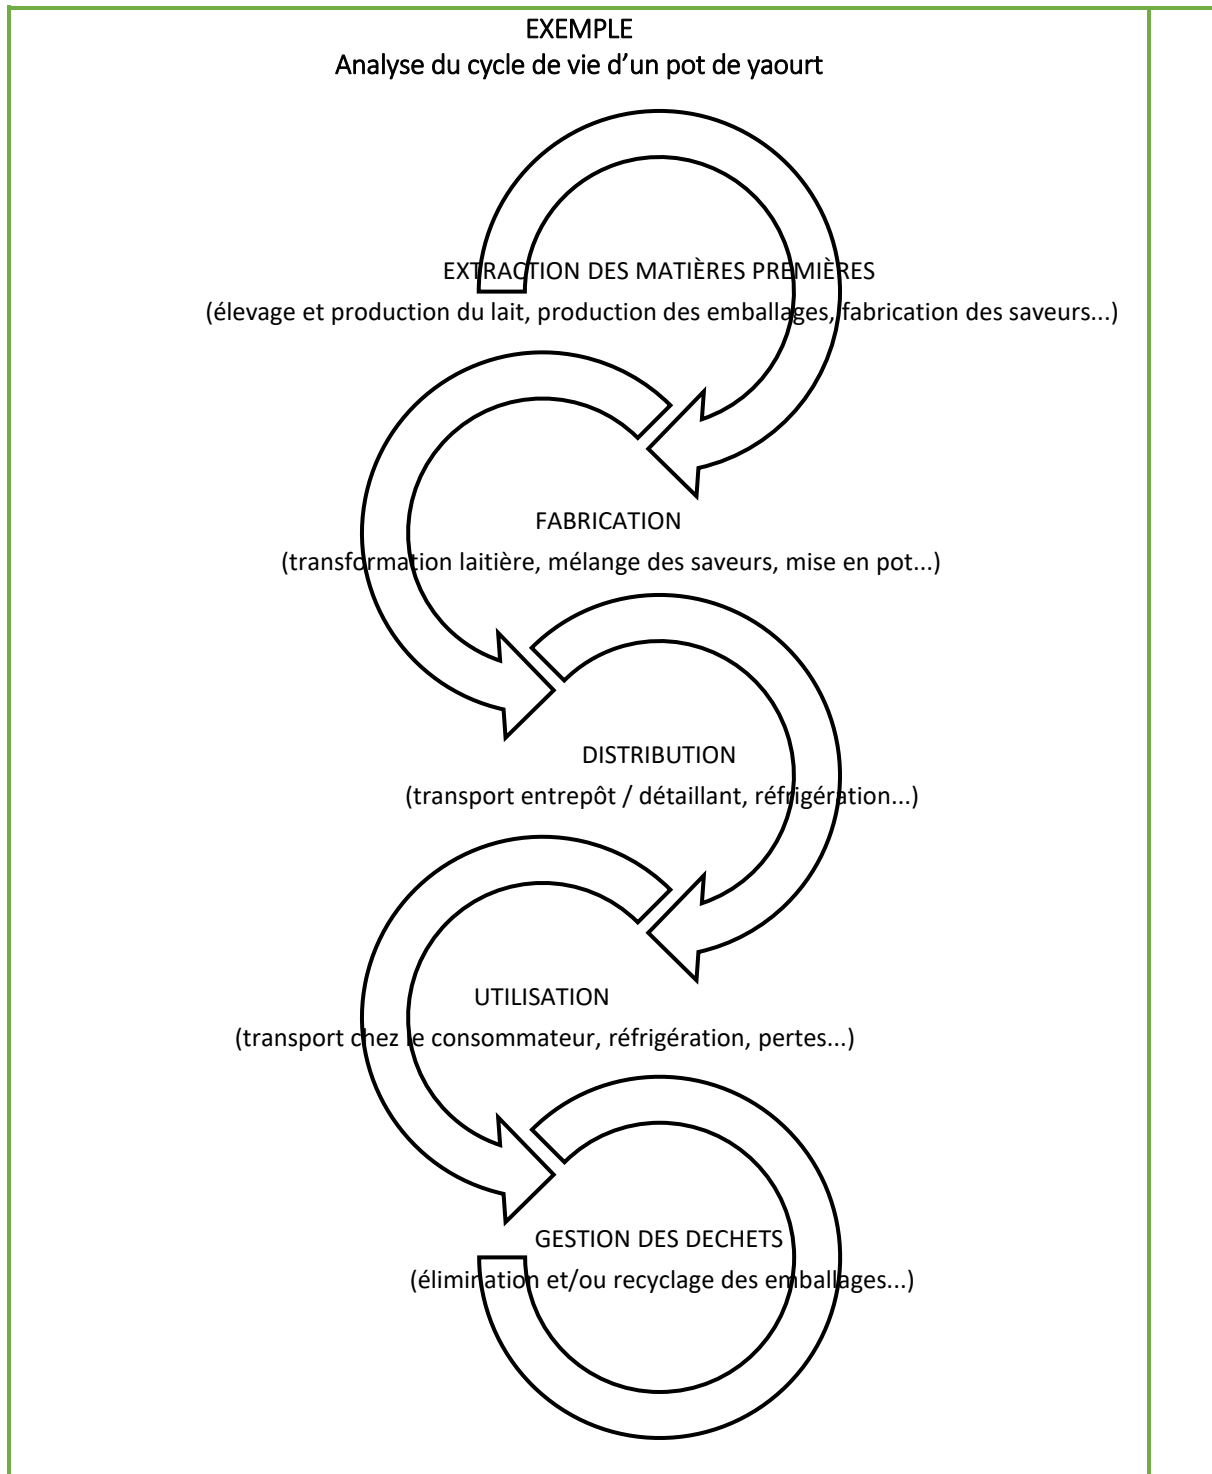 EXEMPLE
Analyse du cycle de vie d'un pot de yaourt
EXTRACTION DES MATIÈRES PREMIÈRES
(élevage et production du lait, production des emballages, fabrication des saveurs...)
FABRICATION
(transformation laitière, mélange des saveurs, mise en pot...)
DISTRIBUTION
(transport entrepôt / détaillant, réfrigération...)
UTILISATION
(transport chez le consommateur, réfrigération, pertes...)
GESTION DES DECHETS
(élimination et/ou recyclage des emballages...)